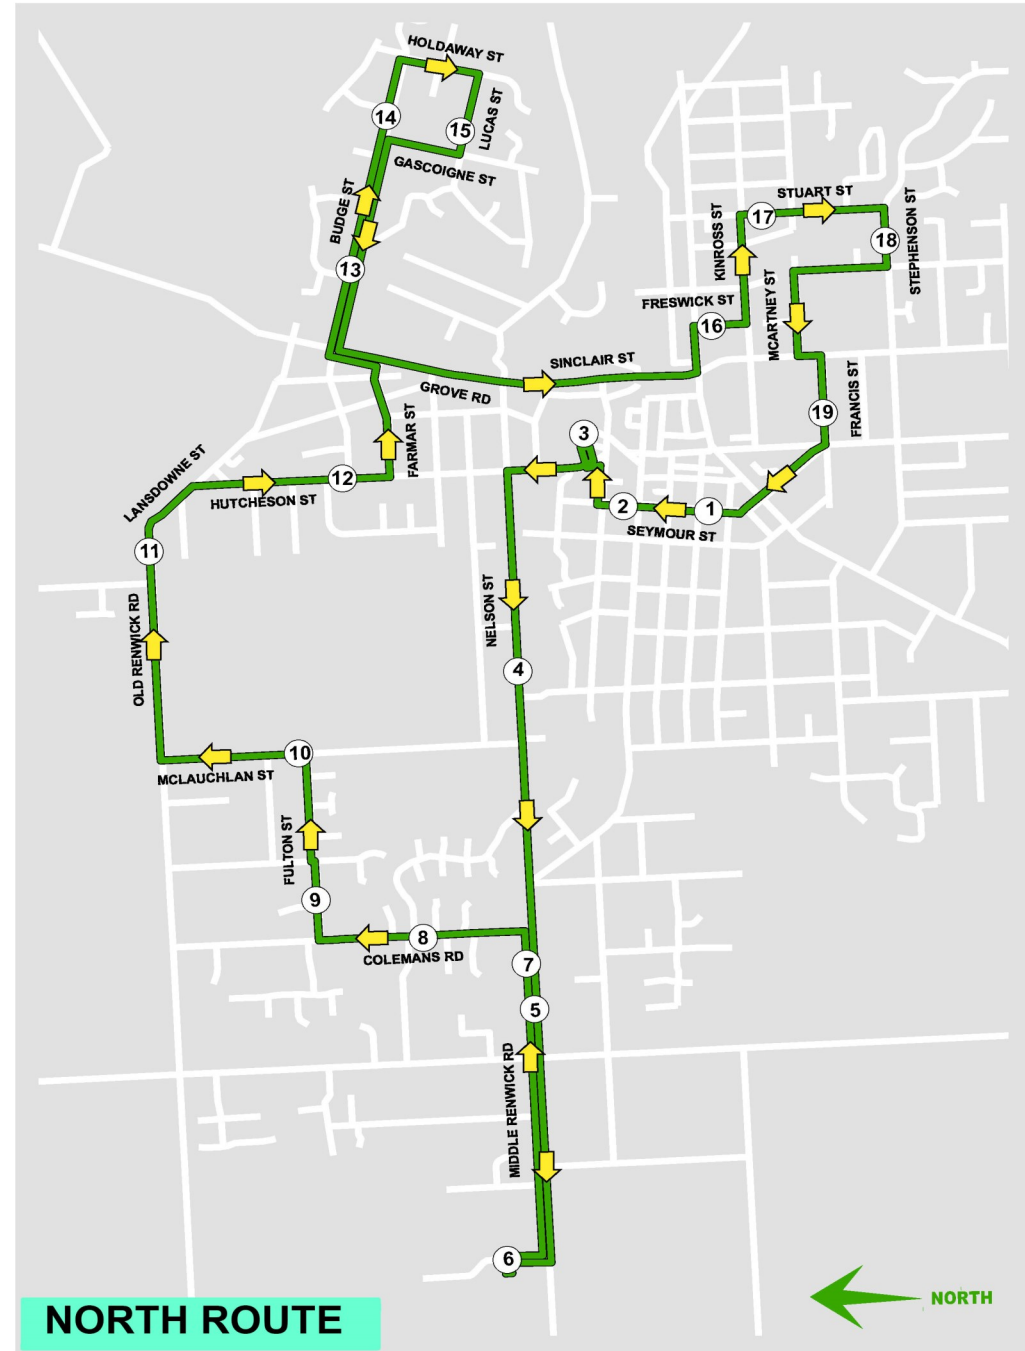 HOLDAWAY ST
14
15
LUCAS ST
GASCOIGNE ST
BUDGE ST
13
STUART ST
17
KINROSS ST
18
STEPHENSON ST
FRESWICK ST
16
MCARTNEY ST
SINCLAIR ST
GROVE RD
FRANCIS ST
19
3
FARMAR ST
LANSDOWNE ST
12
HUTCHESON ST
2
1
SEYMOUR ST
11
NELSON ST
OLD RENWICK RD
4
10
MCLAUCHLAN ST
FULTON ST
9
8
COLEMANS RD
7
5
MIDDLE RENWICK RD
6
NORTH
NORTH ROUTE